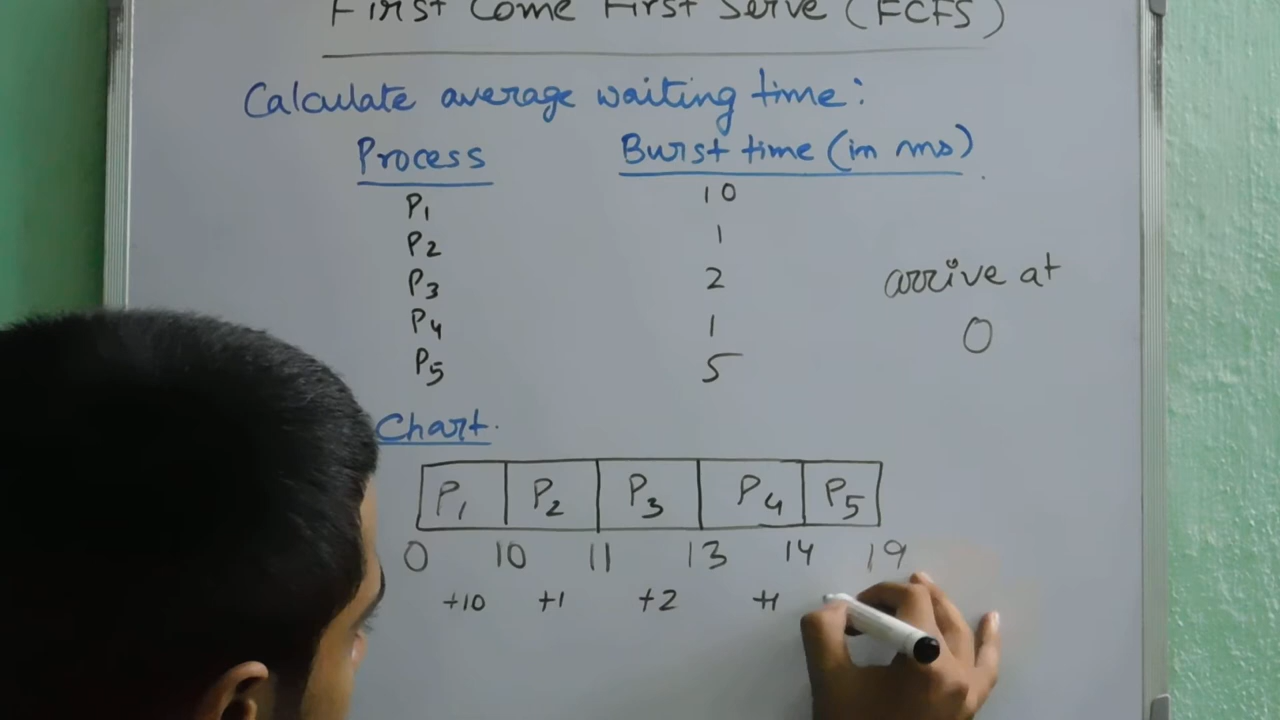 First Come First Serve (FCFS)
Calculate average waiting time:
Process Burst time (in ms)
P1 10
P2 1
P3 2
P4 1
P5 5
arrive at
0
Chart.
P1 P2 P3 P4 P5
0 10 11 13 14 19
+10 +1 +2 +1